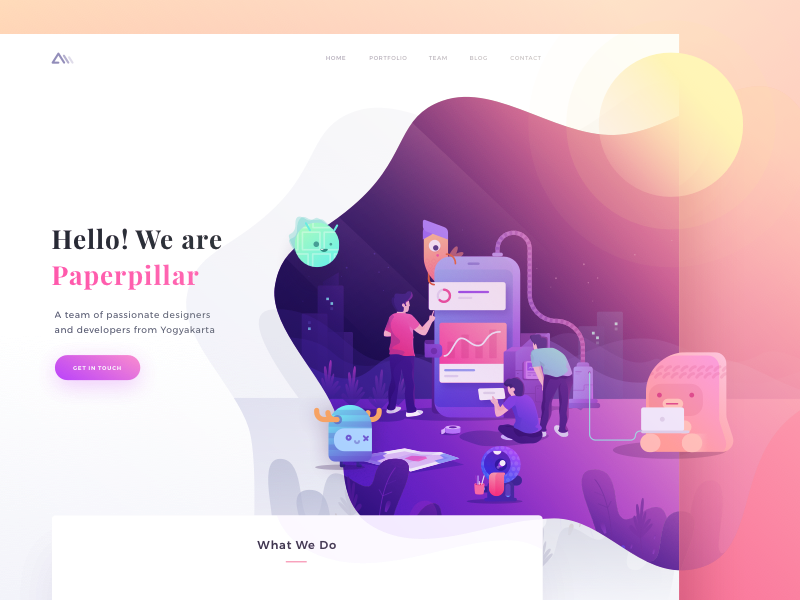 HOME PORTFOLIO TEAM BLOG CONTACT
Hello! We are
Paperpillar
A team of passionate designers
and developers from Yogyakarta
GET IN TOUCH
What We Do